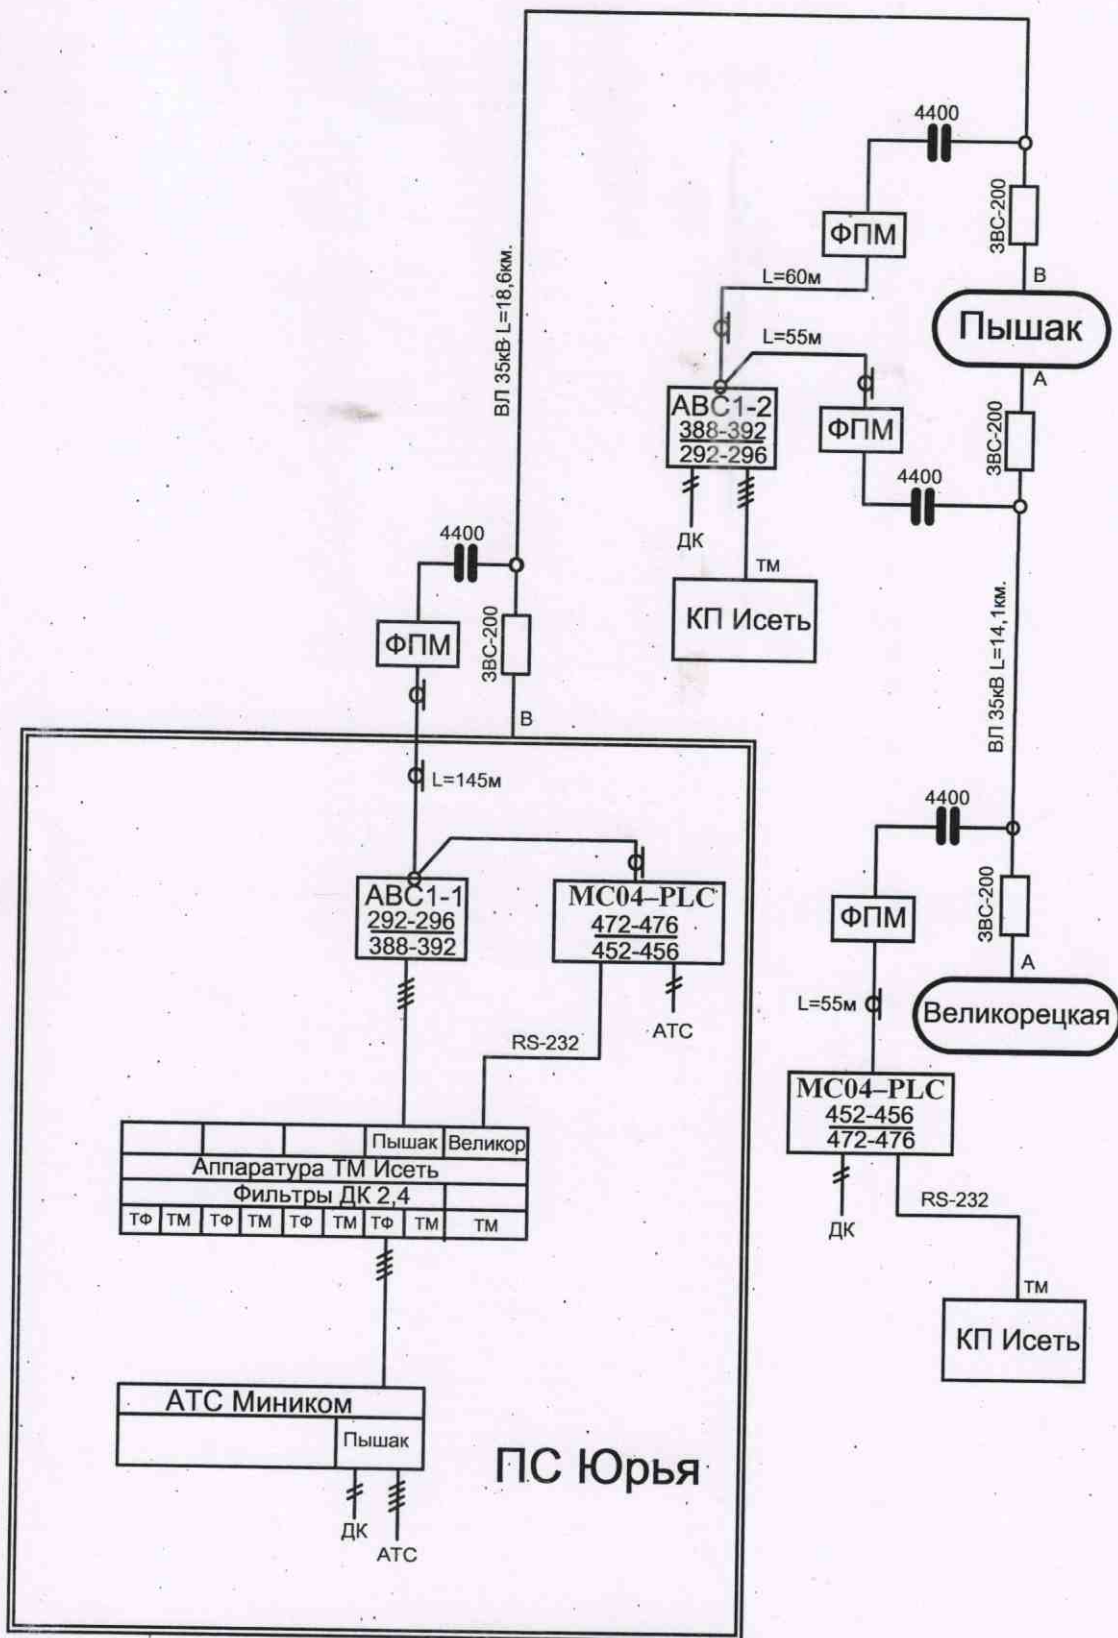 4400
ЗВС-200
ФПМ
В
L=60м
Пышак
ВЛ 35кВ L=18,6км.
L=55м
А
АВС1-2
388-392
292-296
ФПМ
ЗВС-200
4400
ДК
ТМ
КП Исеть
4400
ФПМ
ЗВС-200
В
ВЛ 35кВ L=14,1км.
L=145м
4400
АВС1-1
292-296
388-392
МС04–PLC
472-476
452-456
ФПМ
ЗВС-200
А
L=55м
Великорецкая
АТС
RS-232
МС04–PLC
452-456
472-476
Пышак Великор
Аппаратура ТМ Исеть
Фильтры ДК 2,4
ТФ ТМ ТФ ТМ ТФ ТМ ТФ ТМ ТМ
ДК
RS-232
ТМ
КП Исеть
АТС Миником
Пышак
ПС Юрья
ДК
АТС